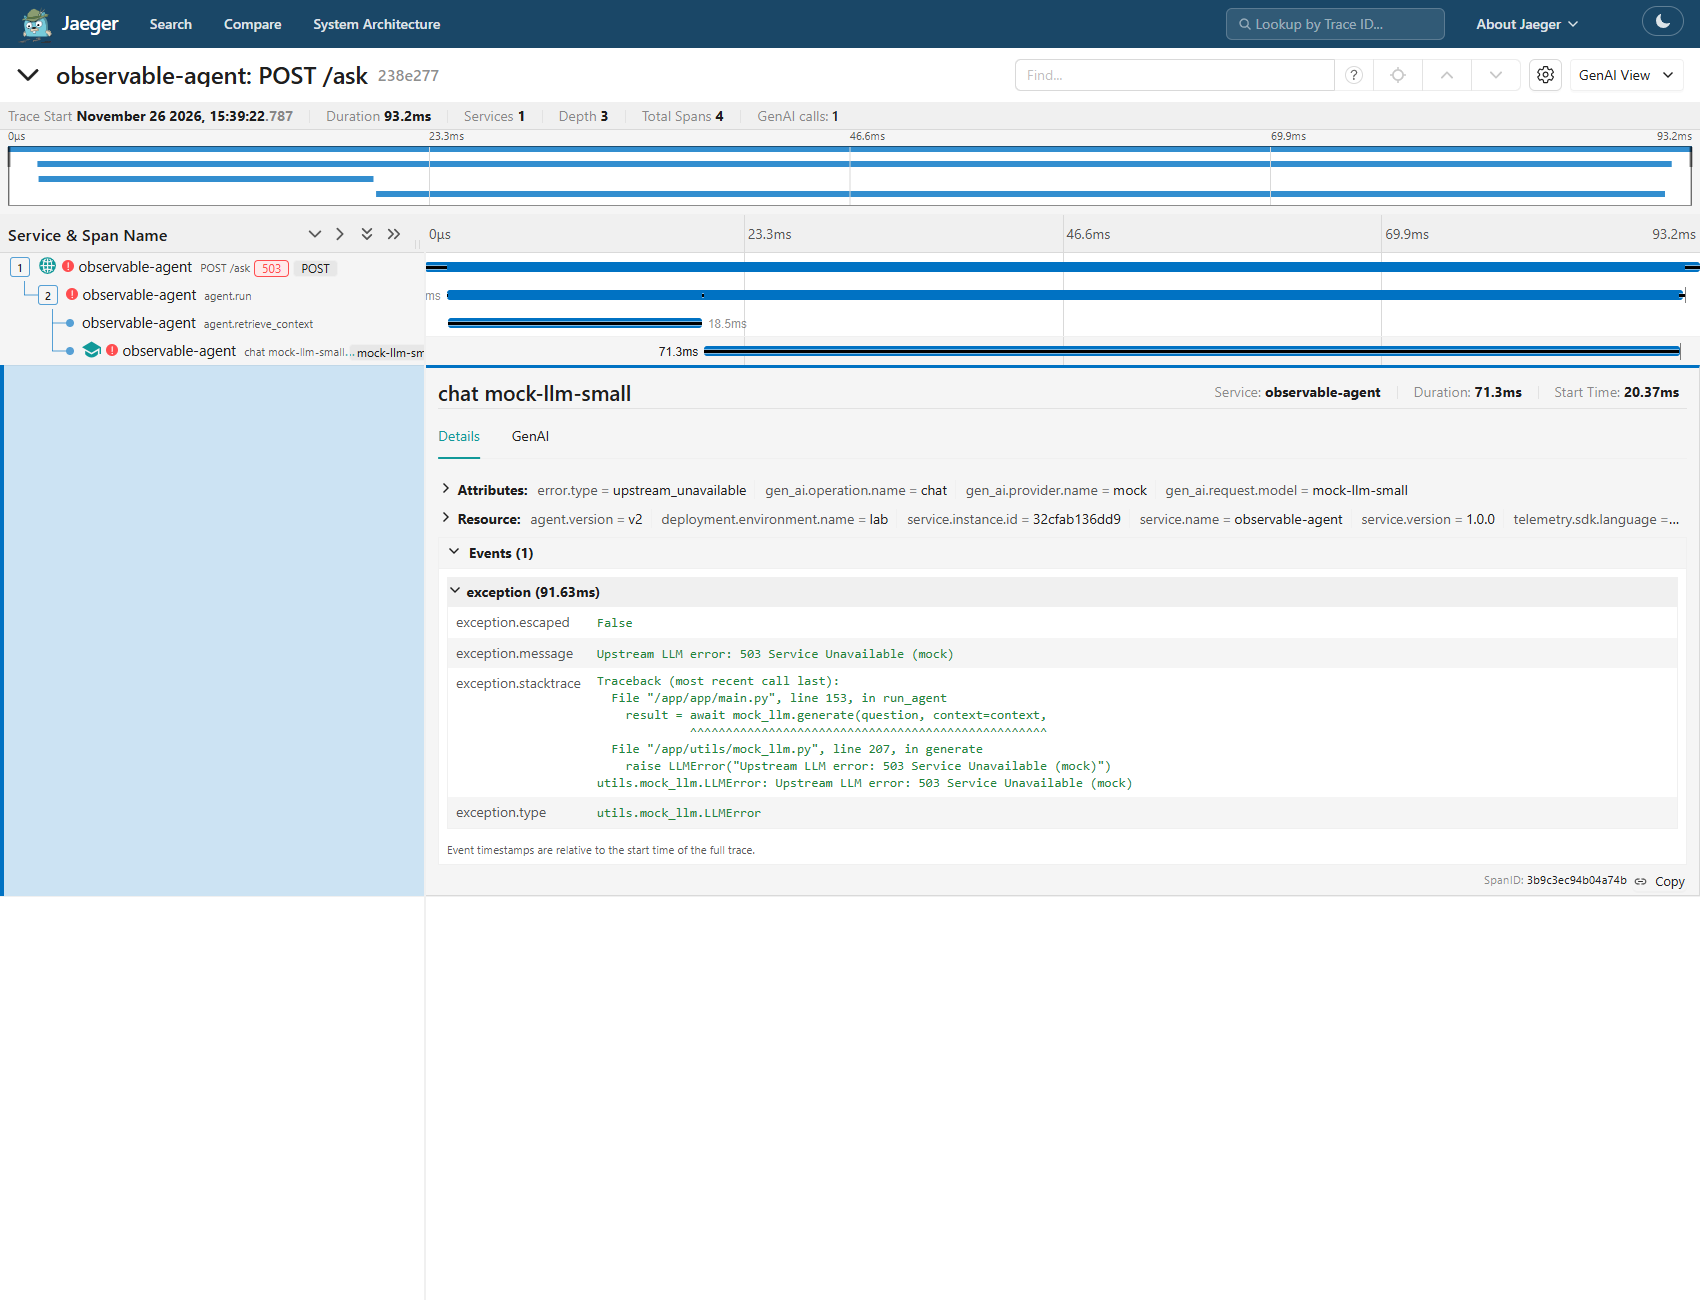 Jaeger Search Compare System Architecture Lookup by Trace ID... About Jaeger
observable-agent: POST /ask 238e277 Find... ? GenAI View
Trace Start November 26 2026, 15:39:22.787 Duration 93.2ms Services 1 Depth 3 Total Spans 4 GenAI calls: 1
0μs 23.3ms 46.6ms 69.9ms 93.2ms
Service & Span Name 0μs 23.3ms 46.6ms 69.9ms 93.2ms
1 observable-agent POST /ask 503 POST
2 observable-agent agent.run ms
observable-agent agent.retrieve_context 18.5ms
observable-agent chat mock-llm-small... mock-llm-sm 71.3ms
chat mock-llm-small Service: observable-agent Duration: 71.3ms Start Time: 20.37ms
Details GenAI
Attributes: error.type = upstream_unavailable gen_ai.operation.name = chat gen_ai.provider.name = mock gen_ai.request.model = mock-llm-small
Resource: agent.version = v2 deployment.environment.name = lab service.instance.id = 32cfab136dd9 service.name = observable-agent service.version = 1.0.0 telemetry.sdk.language =...
Events (1)
exception (91.63ms)
exception.escaped False
exception.message Upstream LLM error: 503 Service Unavailable (mock)
exception.stacktrace Traceback (most recent call last):
File "/app/app/main.py", line 153, in run_agent
result = await mock_llm.generate(question, context=context,
^^^^^^^^^^^^^^^^^^^^^^^^^^^^^^^^^^^^^^^^^^^^^^^^^^
File "/app/utils/mock_llm.py", line 207, in generate
raise LLMError("Upstream LLM error: 503 Service Unavailable (mock)")
utils.mock_llm.LLMError: Upstream LLM error: 503 Service Unavailable (mock)
exception.type utils.mock_llm.LLMError
Event timestamps are relative to the start time of the full trace.
SpanID: 3b9c3ec94b04a74b Copy